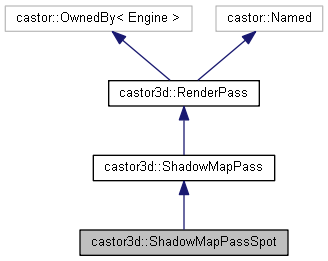 castor::OwnedBy< Engine >
castor::Named
castor3d::RenderPass
castor3d::ShadowMapPass
castor3d::ShadowMapPassSpot